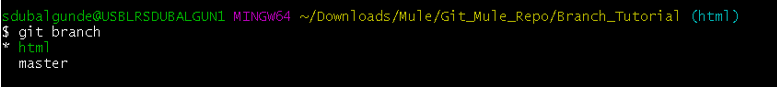 sdubalgunde@USBLRSDUBALGUN1 MINGW64 ~/Downloads/Mule/Git_Mule_Repo/Branch_Tutorial (html)
$ git branch
* html
  master